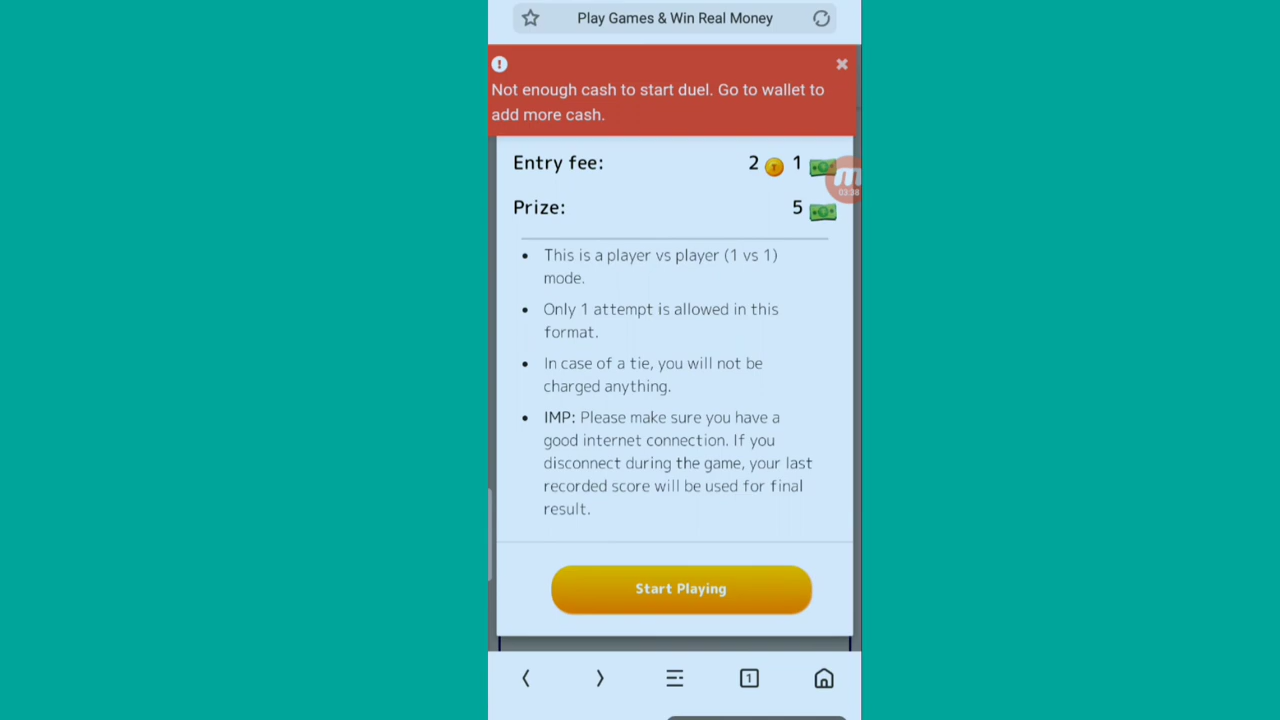 Play Games & Win Real Money
Not enough cash to start duel. Go to wallet to
add more cash.
Entry fee: 2 1
03:38
Prize: 5
This is a player vs player (1 vs 1)
mode.
Only 1 attempt is allowed in this
format.
In case of a tie, you will not be
charged anything.
IMP: Please make sure you have a
good internet connection. If you
disconnect during the game, your last
recorded score will be used for final
result.
Start Playing
1